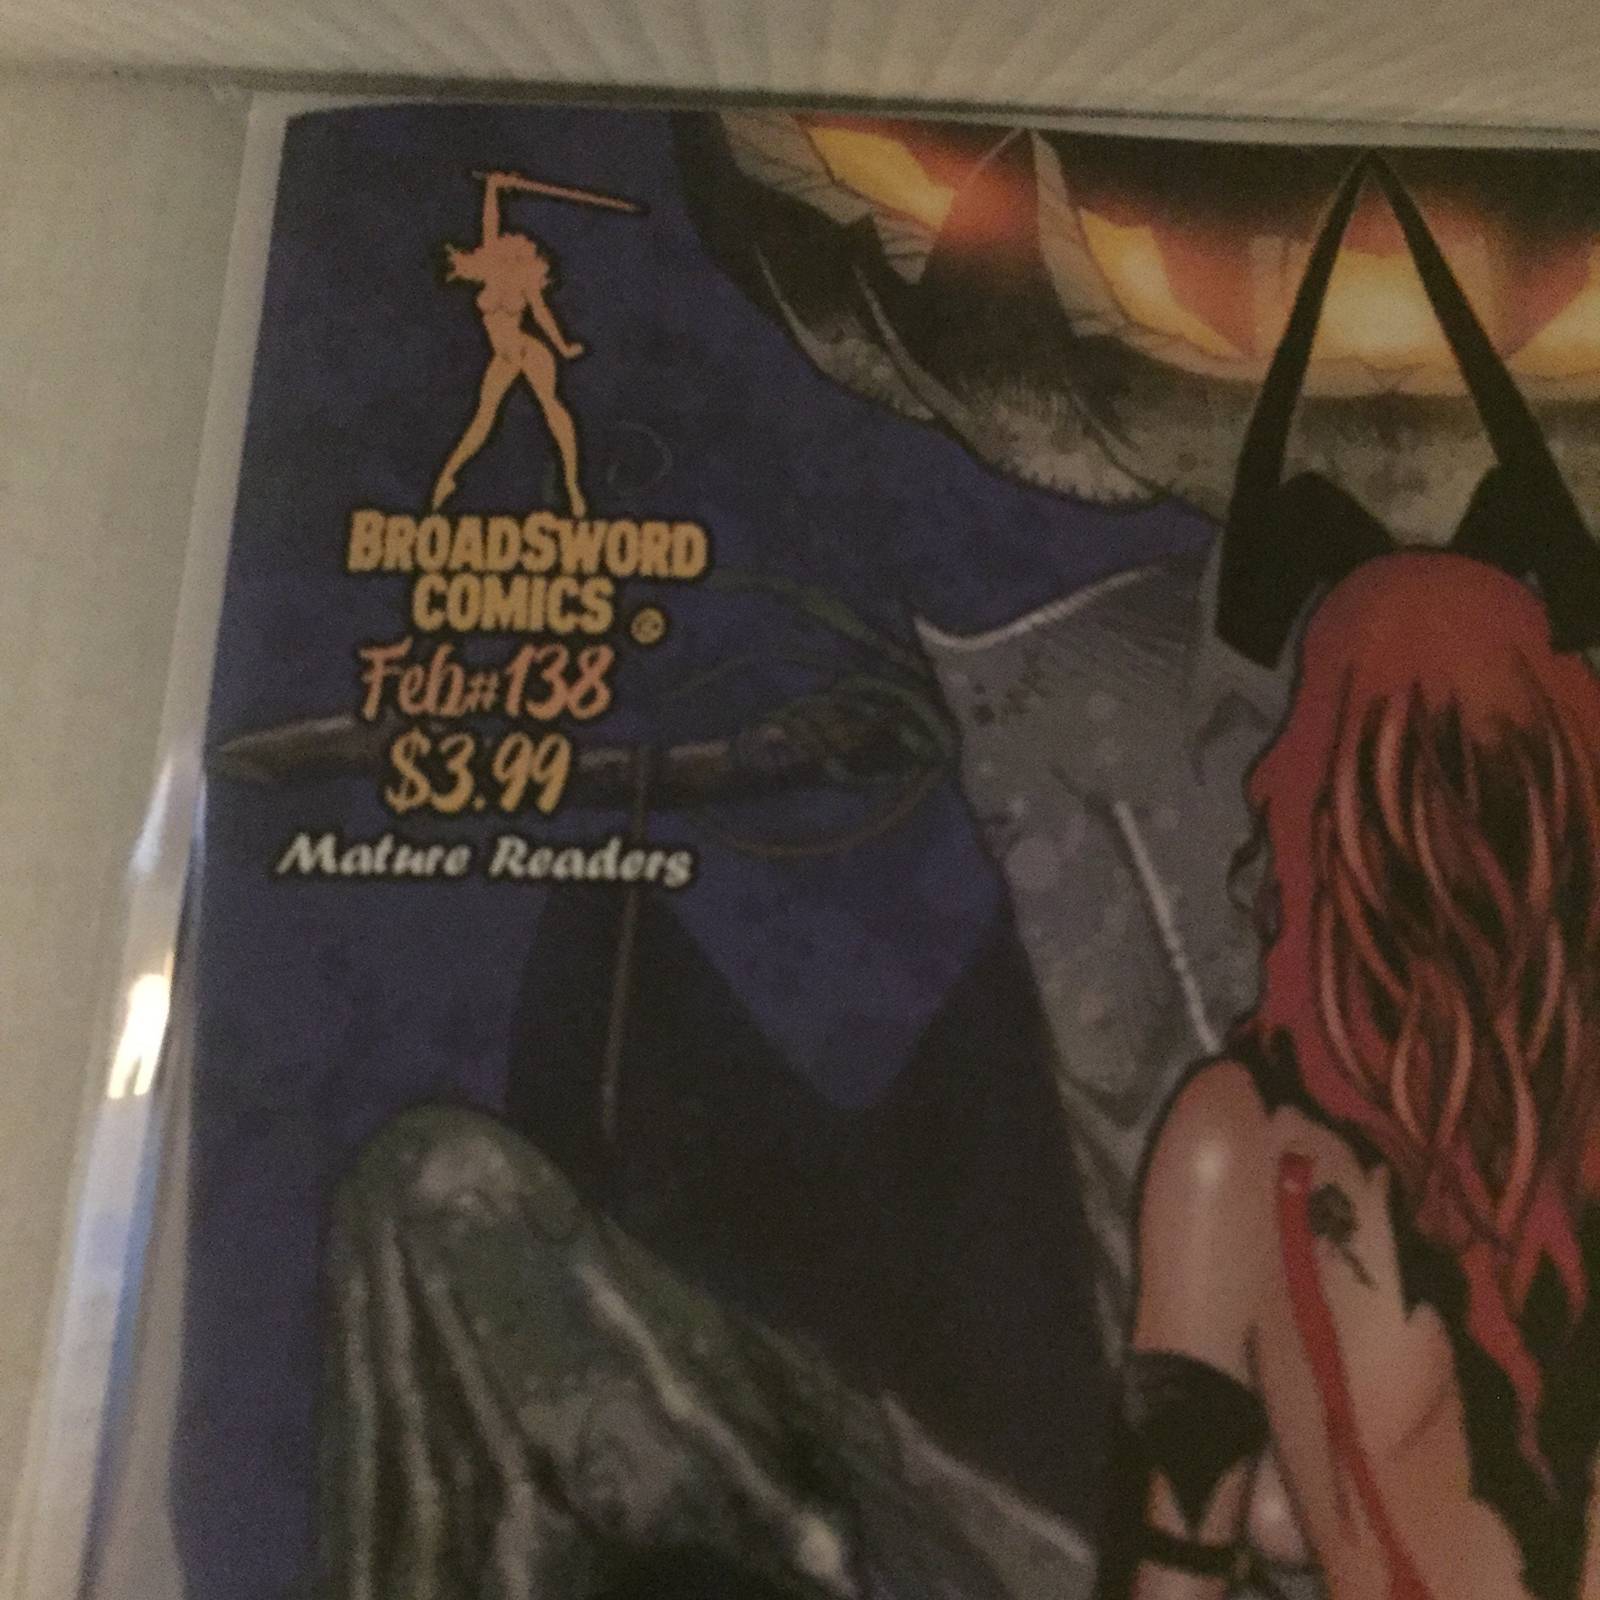 BROADSWORD
COMICS ©
Feb#138
$3.99
Mature Readers